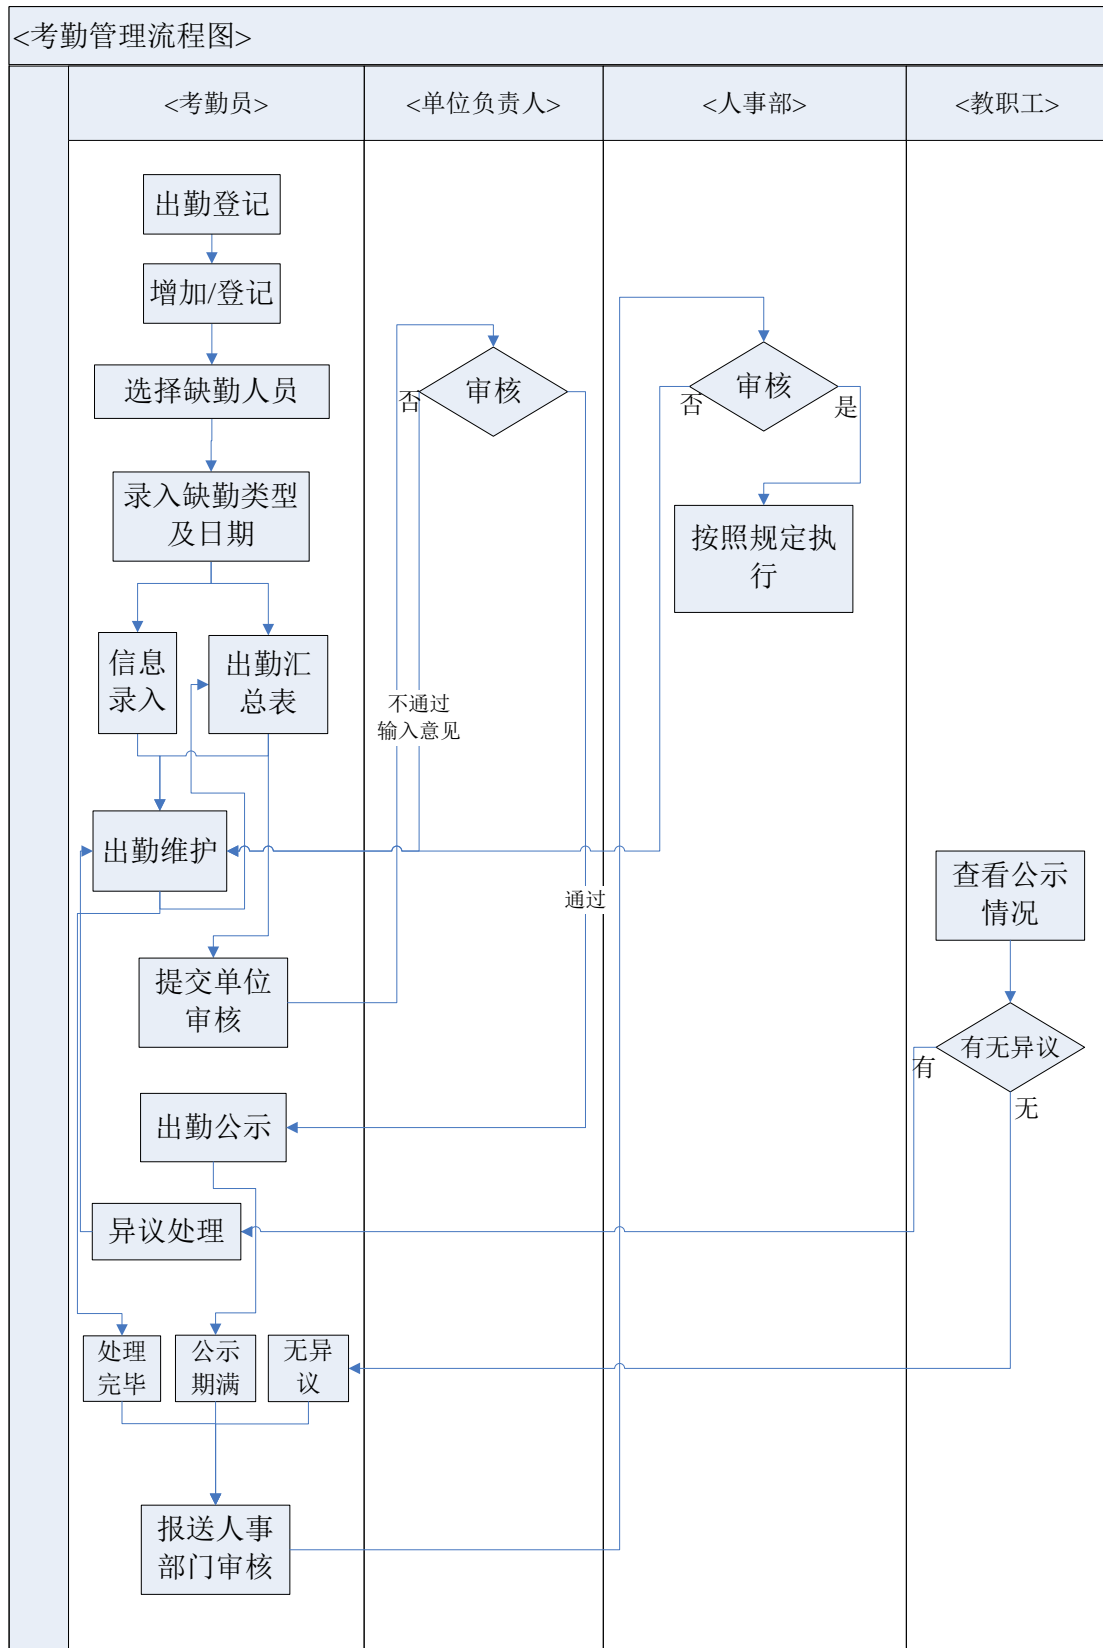 <考勤管理流程图>
<考勤员>
<单位负责人>
<人事部>
<教职工>
出勤登记
增加/登记
选择缺勤人员
录入缺勤类型
及日期
信息
录入
出勤汇
总表
出勤维护
提交单位
审核
出勤公示
异议处理
处理
完毕
公示
期满
无异
议
报送人事
部门审核
审核
否
不通过
输入意见
通过
审核
否
是
按照规定执
行
查看公示
情况
有无异议
有
无